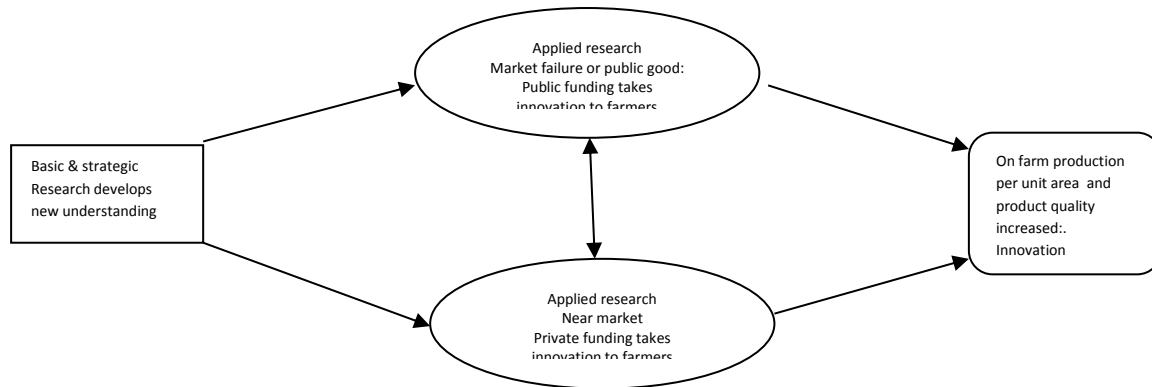 Applied research
Market failure or public good:
Public funding takes
innovation to farmers
Basic & strategic
Research develops
new understanding
On farm production
per unit area  and
product quality
increased:.
Innovation
Applied research
Near market
Private funding takes
innovation to farmers